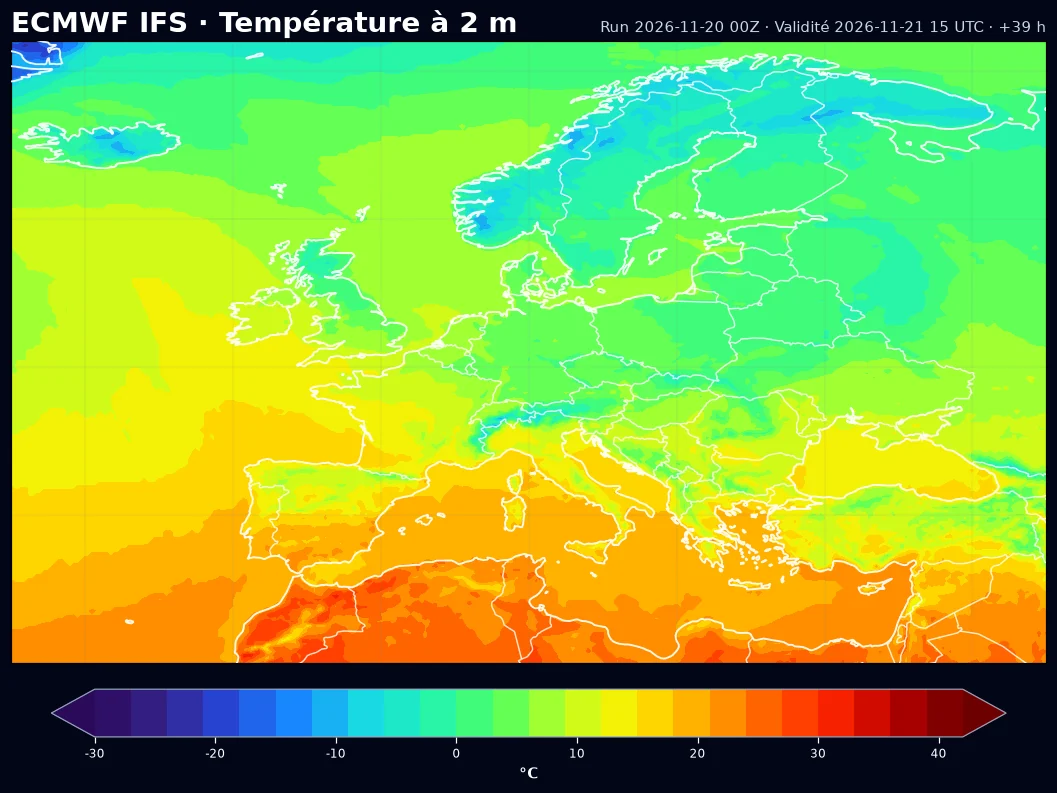 ECMWF IFS · Température à 2 m
Run 2026-11-20 00Z · Validité 2026-11-21 15 UTC · +39 h
-30 -20 -10 0 10 20 30 40
°C